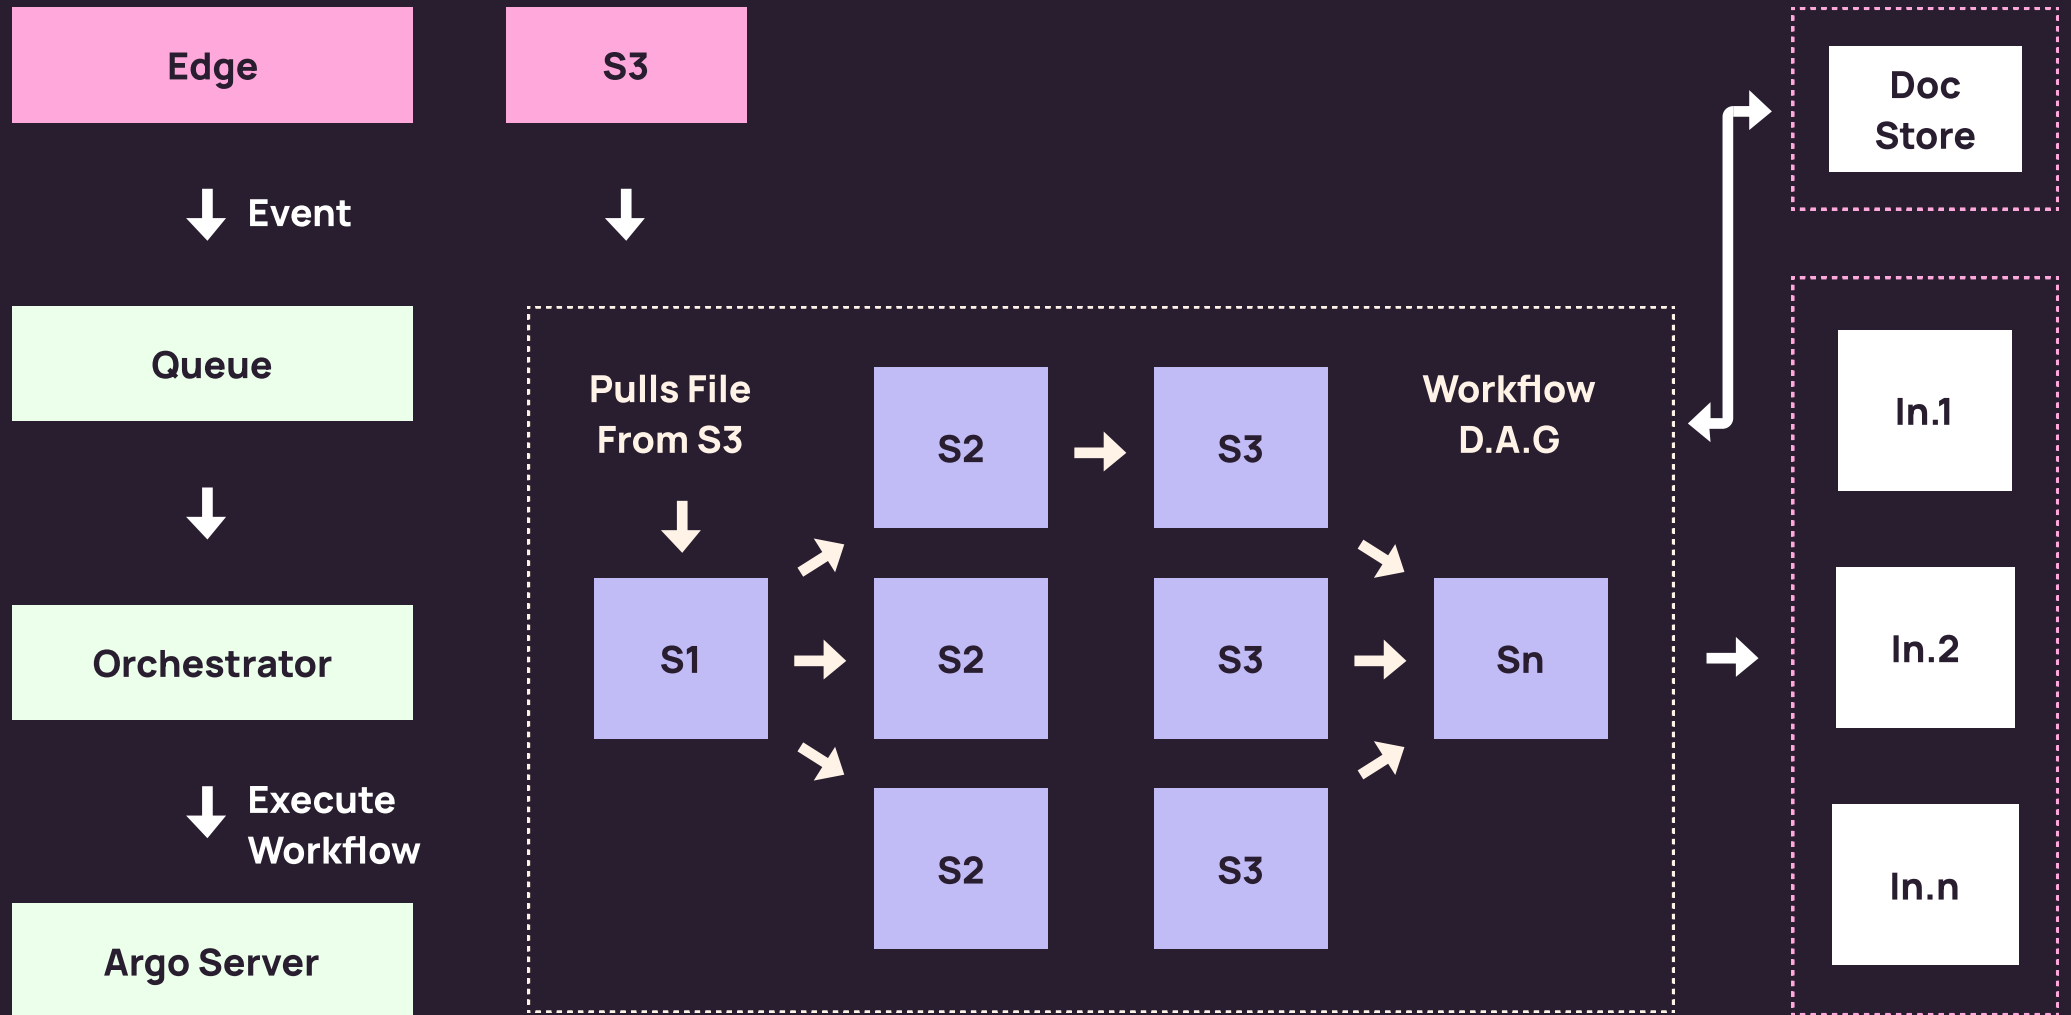 Edge
S3
Doc
Store
Event
Queue
Pulls File
From S3
S2
S3
Workflow
D.A.G
In.1
Orchestrator
S1
S2
S3
Sn
In.2
Execute
Workflow
S2
S3
In.n
Argo Server